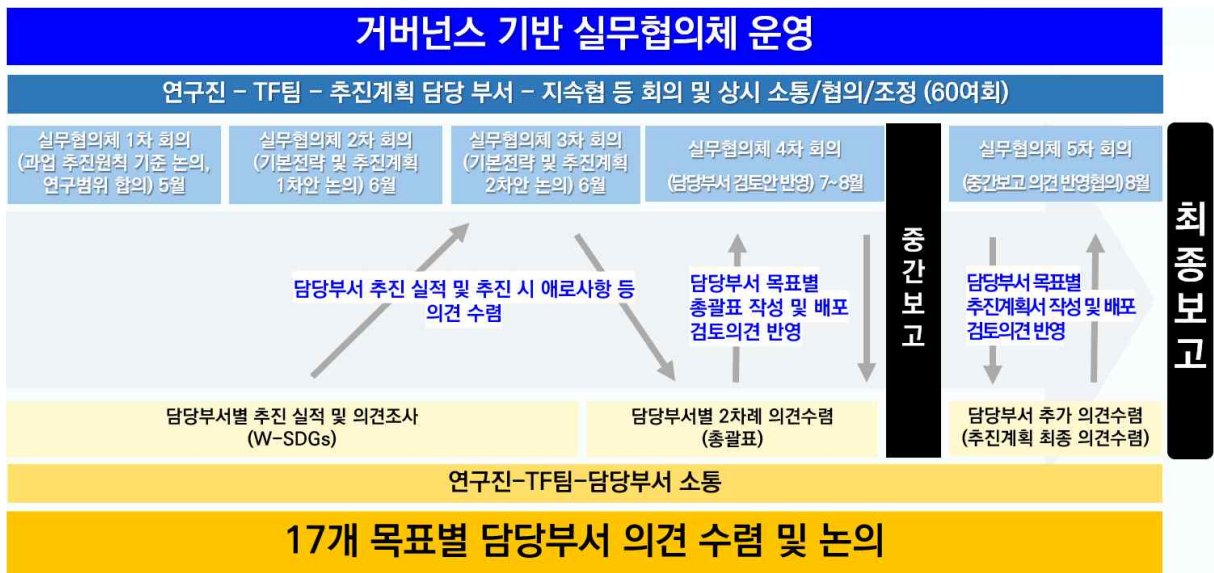 거버넌스 기반 실무협의체 운영
연구진 - TF팀 - 추진계획 담당 부서 - 지속협 등 회의 및 상시 소통/협의/조정 (60여회)
실무협의체 1차 회의
(과업 추진원칙 기준 논의,
연구범위 합의) 5월
실무협의체 2차 회의
(기본전략 및 추진계획
1차안 논의) 6월
실무협의체 3차 회의
(기본전략 및 추진계획
2차안 논의) 6월
실무협의체 4차 회의
(담당부서 검토안 반영) 7~8월
중간보고
실무협의체 5차 회의
(중간보고 의견 반영협의) 8월
최종보고
담당부서 추진 실적 및 추진 시 애로사항 등
의견 수렴
담당부서 목표별
총괄표 작성 및 배포
검토의견 반영
담당부서 목표별
추진계획서 작성 및 배포
검토의견 반영
담당부서별 추진 실적 및 의견조사
(W-SDGs)
담당부서별 2차례 의견수렴
(총괄표)
담당부서 추가 의견수렴
(추진계획 최종 의견수렴)
연구진-TF팀-담당부서 소통
17개 목표별 담당부서 의견 수렴 및 논의